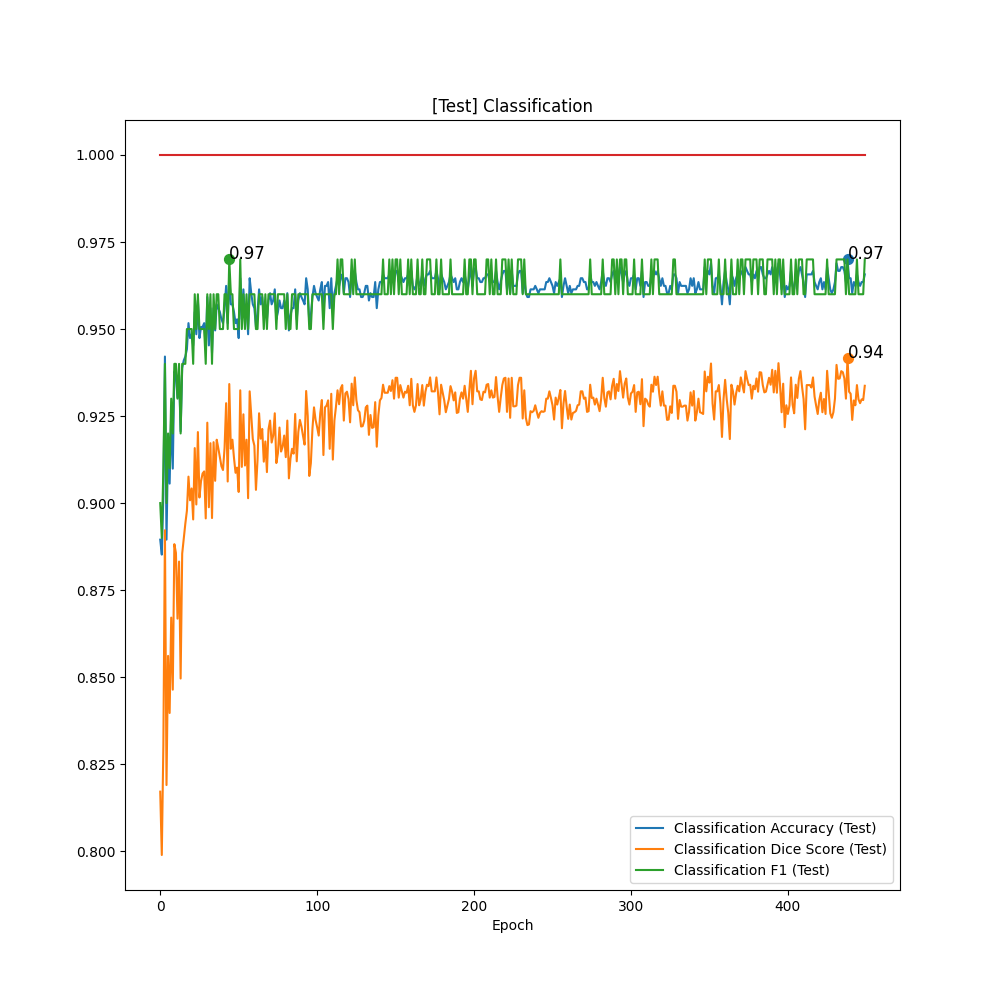 [Test] Classification
1.000
0.975
0.950
0.925
0.900
0.875
0.850
0.825
0.800
0.97
0.97
0.94
Classification Accuracy (Test)
Classification Dice Score (Test)
Classification F1 (Test)
0 100 200 300 400
Epoch